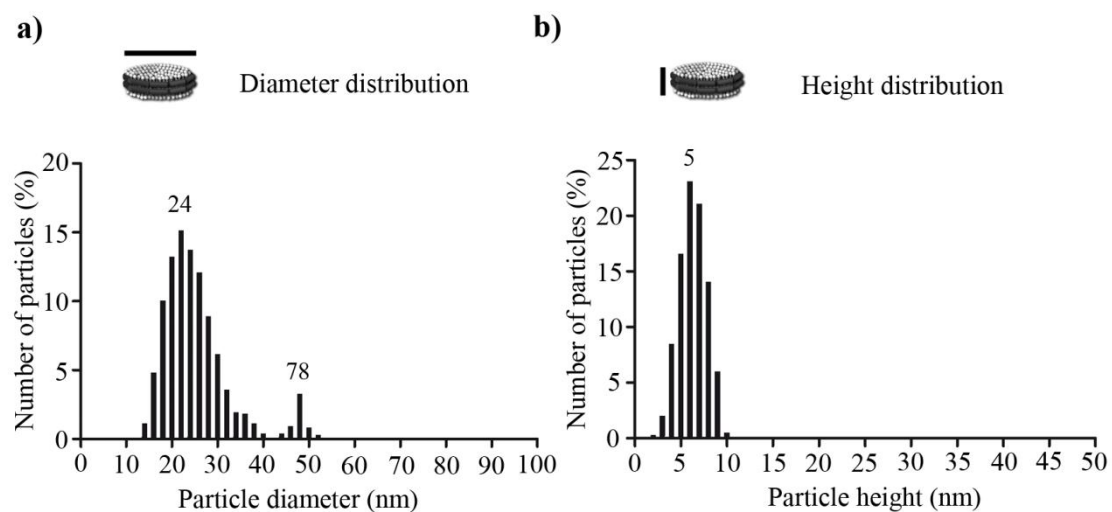 a)
Diameter distribution
Number of particles (%)
20
15
10
5
0
24
78
0 10 20 30 40 50 60 70 80 90 100
Particle diameter (nm)
b)
Height distribution
Number of particles (%)
25
20
15
10
5
0
5
0 5 10 15 20 25 30 35 40 45 50
Particle height (nm)